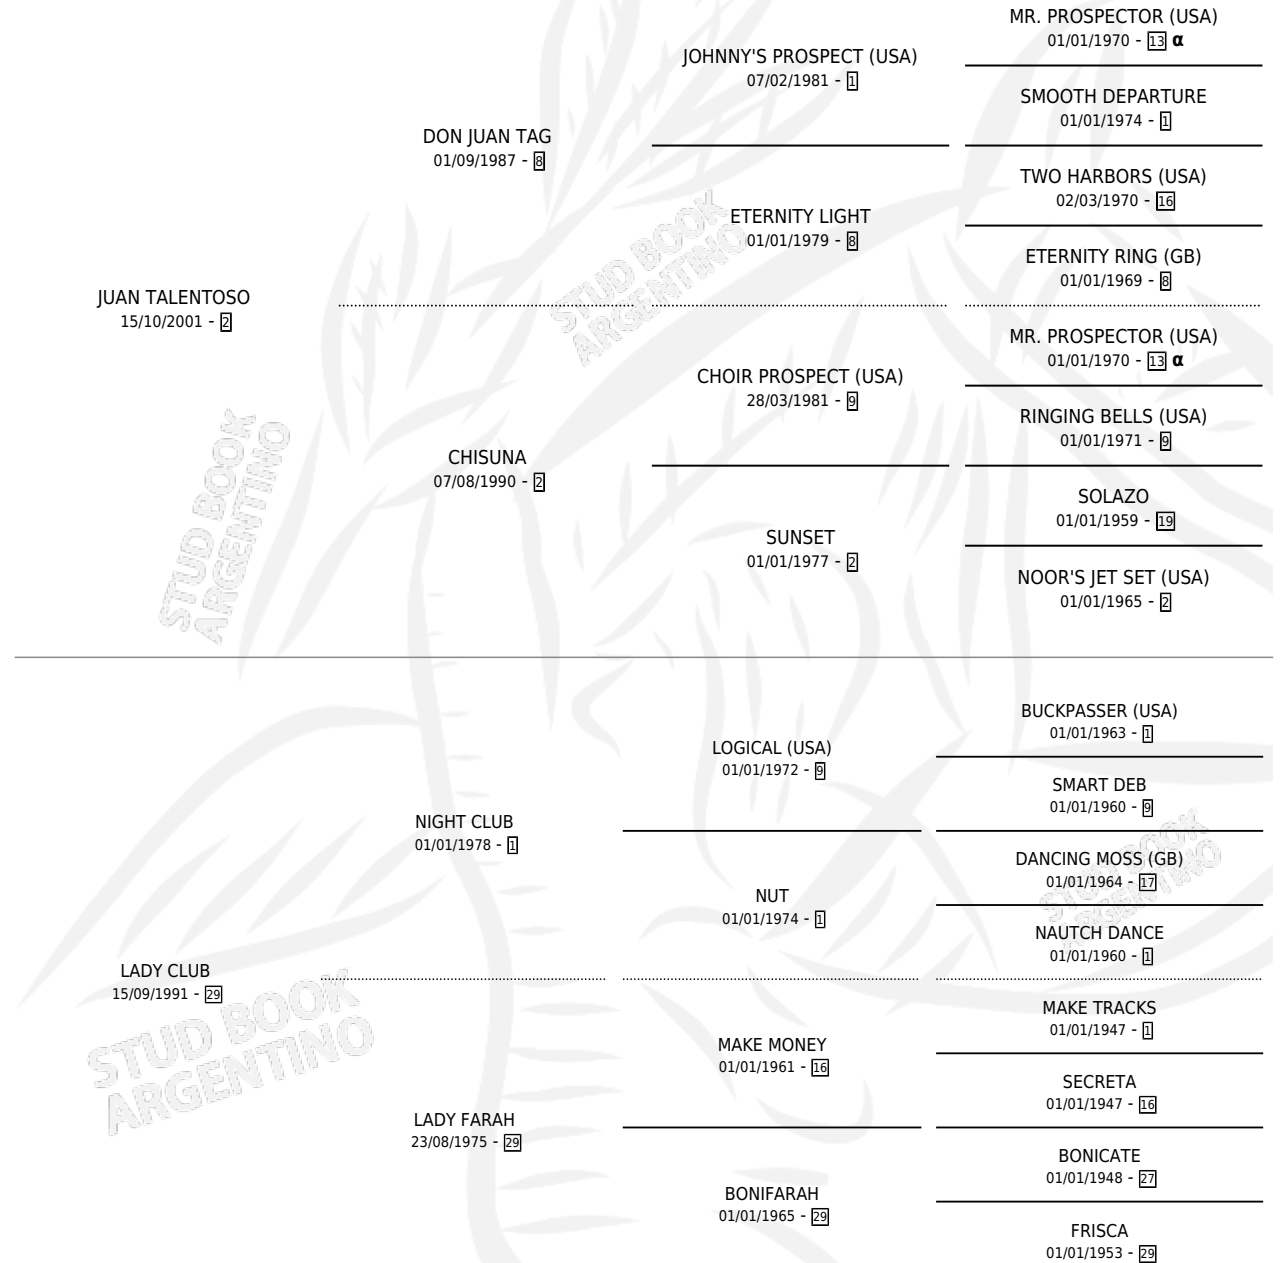 MR. PROSPECTOR (USA)
01/01/1970 - 13 α
JOHNNY'S PROSPECT (USA)
07/02/1981 - 1
SMOOTH DEPARTURE
01/01/1974 - 1
DON JUAN TAG
01/09/1987 - 8
TWO HARBORS (USA)
02/03/1970 - 16
ETERNITY LIGHT
01/01/1979 - 8
ETERNITY RING (GB)
01/01/1969 - 8
JUAN TALENTOSO
15/10/2001 - 2
MR. PROSPECTOR (USA)
01/01/1970 - 13 α
CHOIR PROSPECT (USA)
28/03/1981 - 9
RINGING BELLS (USA)
01/01/1971 - 9
CHISUNA
07/08/1990 - 2
SOLAZO
01/01/1959 - 19
SUNSET
01/01/1977 - 2
NOOR'S JET SET (USA)
01/01/1965 - 2
BUCKPASSER (USA)
01/01/1963 - 1
LOGICAL (USA)
01/01/1972 - 9
SMART DEB
01/01/1960 - 9
NIGHT CLUB
01/01/1978 - 1
DANCING MOSS (GB)
01/01/1964 - 17
NUT
01/01/1974 - 1
NAUTCH DANCE
01/01/1960 - 1
LADY CLUB
15/09/1991 - 29
MAKE TRACKS
01/01/1947 - 1
MAKE MONEY
01/01/1961 - 16
SECRETA
01/01/1947 - 16
LADY FARAH
23/08/1975 - 29
BONICATE
01/01/1948 - 27
BONIFARAH
01/01/1965 - 29
FRISCA
01/01/1953 - 29
STUD BOOK
ARGENTINO
STUD BOOK
ARGENTINO
STUD BOOK
ARGENTINO
STUD BOOK
ARGENTINO